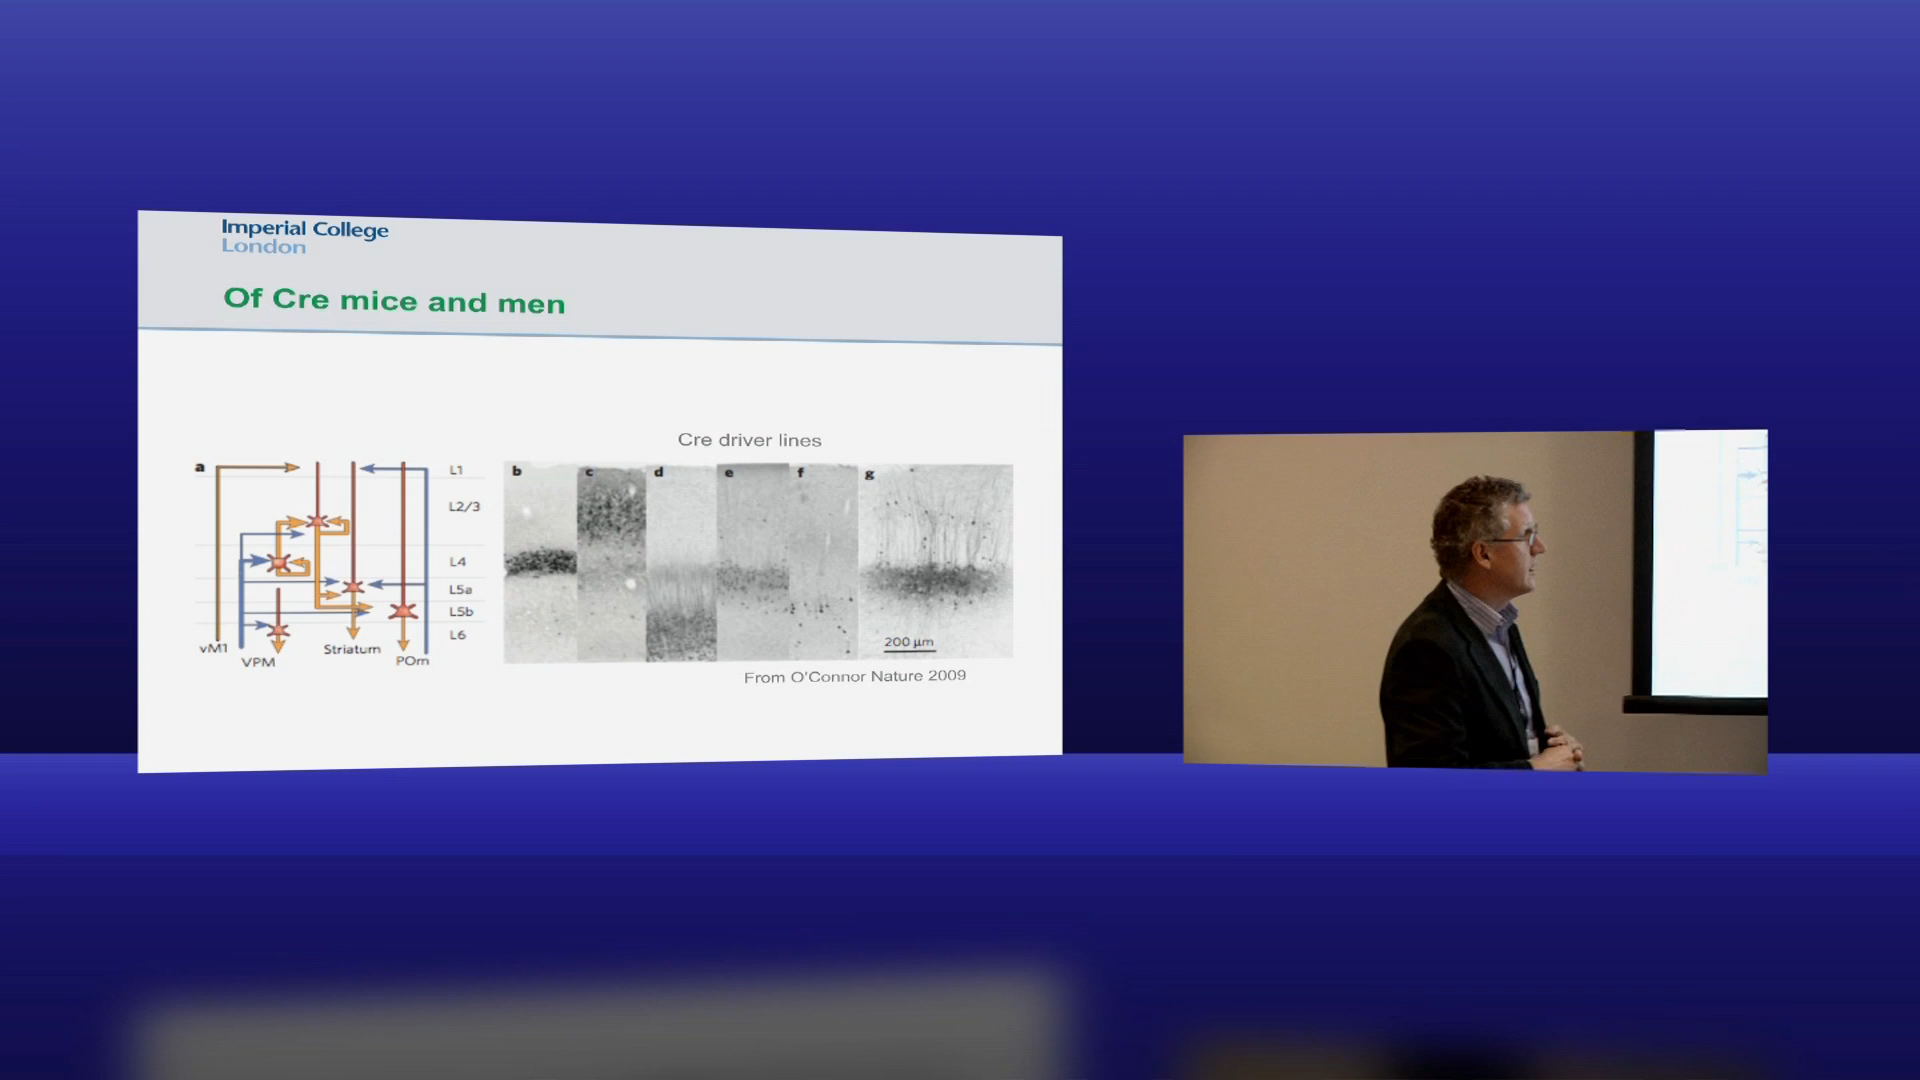 Imperial College
London
Of Cre mice and men
Cre driver lines
a
L1
L2/3
L4
L5a
L5b
L6
vM1
VPM
Striatum
POm
b
c
d
e
f
g
200 µm
From O'Connor Nature 2009